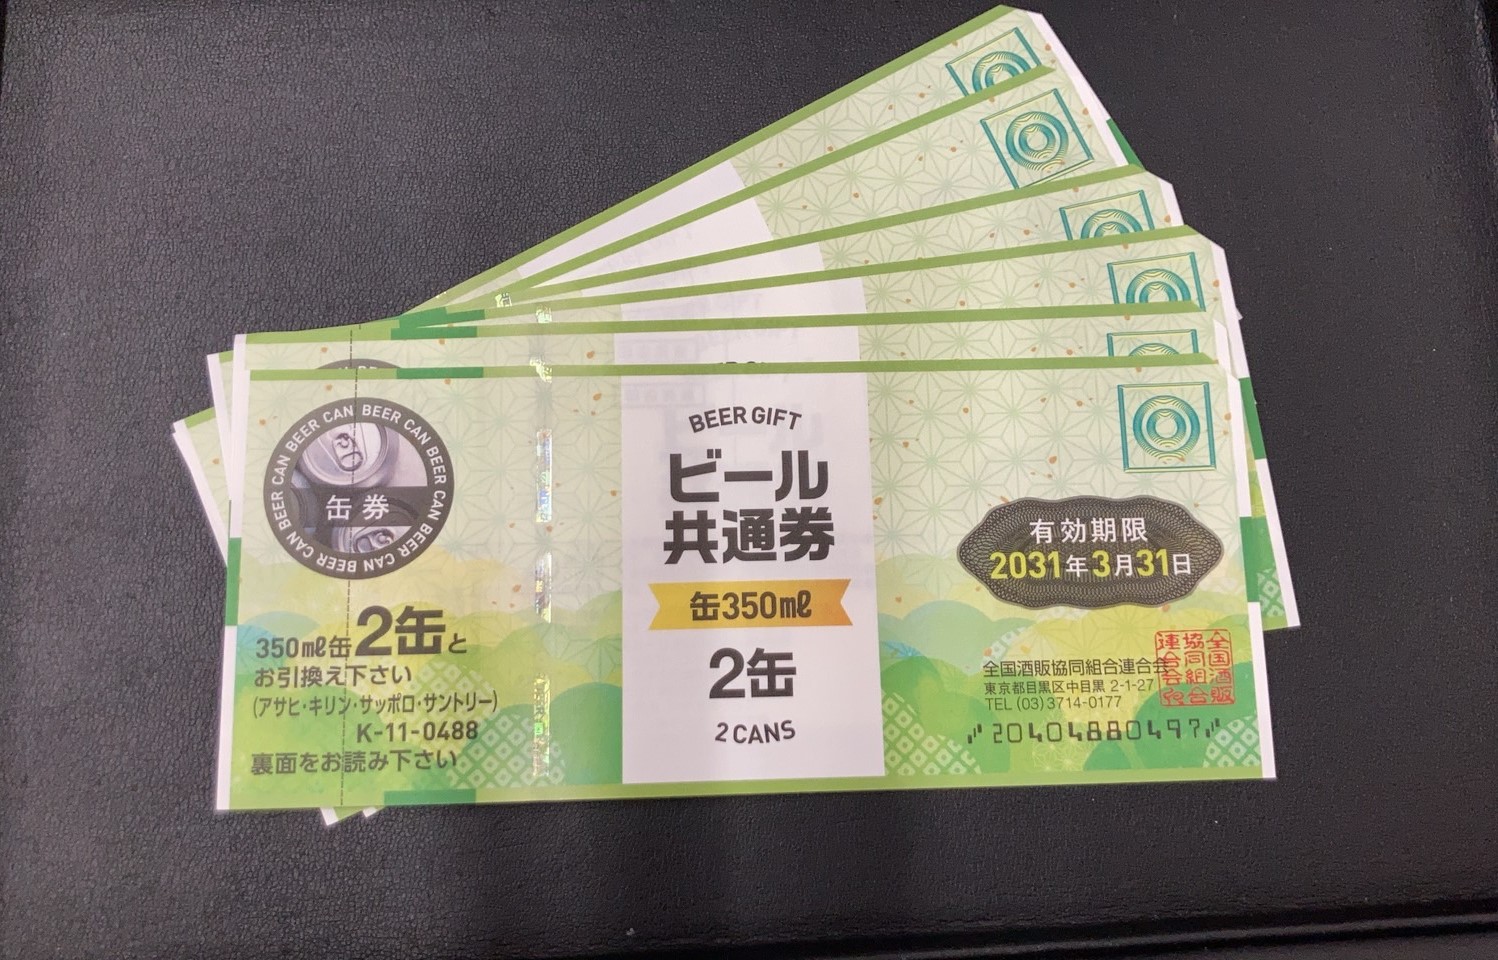 BEER CAN BEER CAN BEER CAN BEER CAN BEER CAN BEER CAN
缶券
350㎖缶2缶と
お引換え下さい
(アサヒ・キリン・サッポロ・サントリー)
K-11-0488
裏面をお読み下さい
BEER GIFT
ビール
共通券
缶350㎖
2缶
2 CANS
有効期限
2031年3月31日
全国酒販協同組合連合会
東京都目黒区中目黒 2-1-27
TEL (03) 3714-0177
20404880497
全国酒販
協同組合